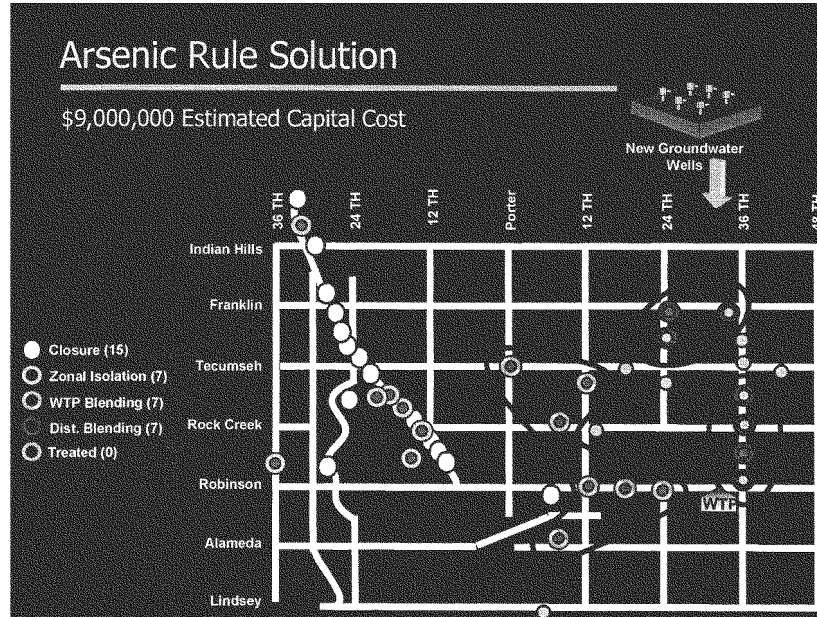 Arsenic Rule Solution
$9,000,000 Estimated Capital Cost
New Groundwater
Wells
36 TH
24 TH
12 TH
Porter
12 TH
24 TH
36 TH
48 TH
Indian Hills
Franklin
Closure (15)
Tecumseh
Zonal Isolation (7)
WTP Blending (7)
Rock Creek
Dist. Blending (7)
Treated (0)
Robinson
WTP
Alameda
Lindsey